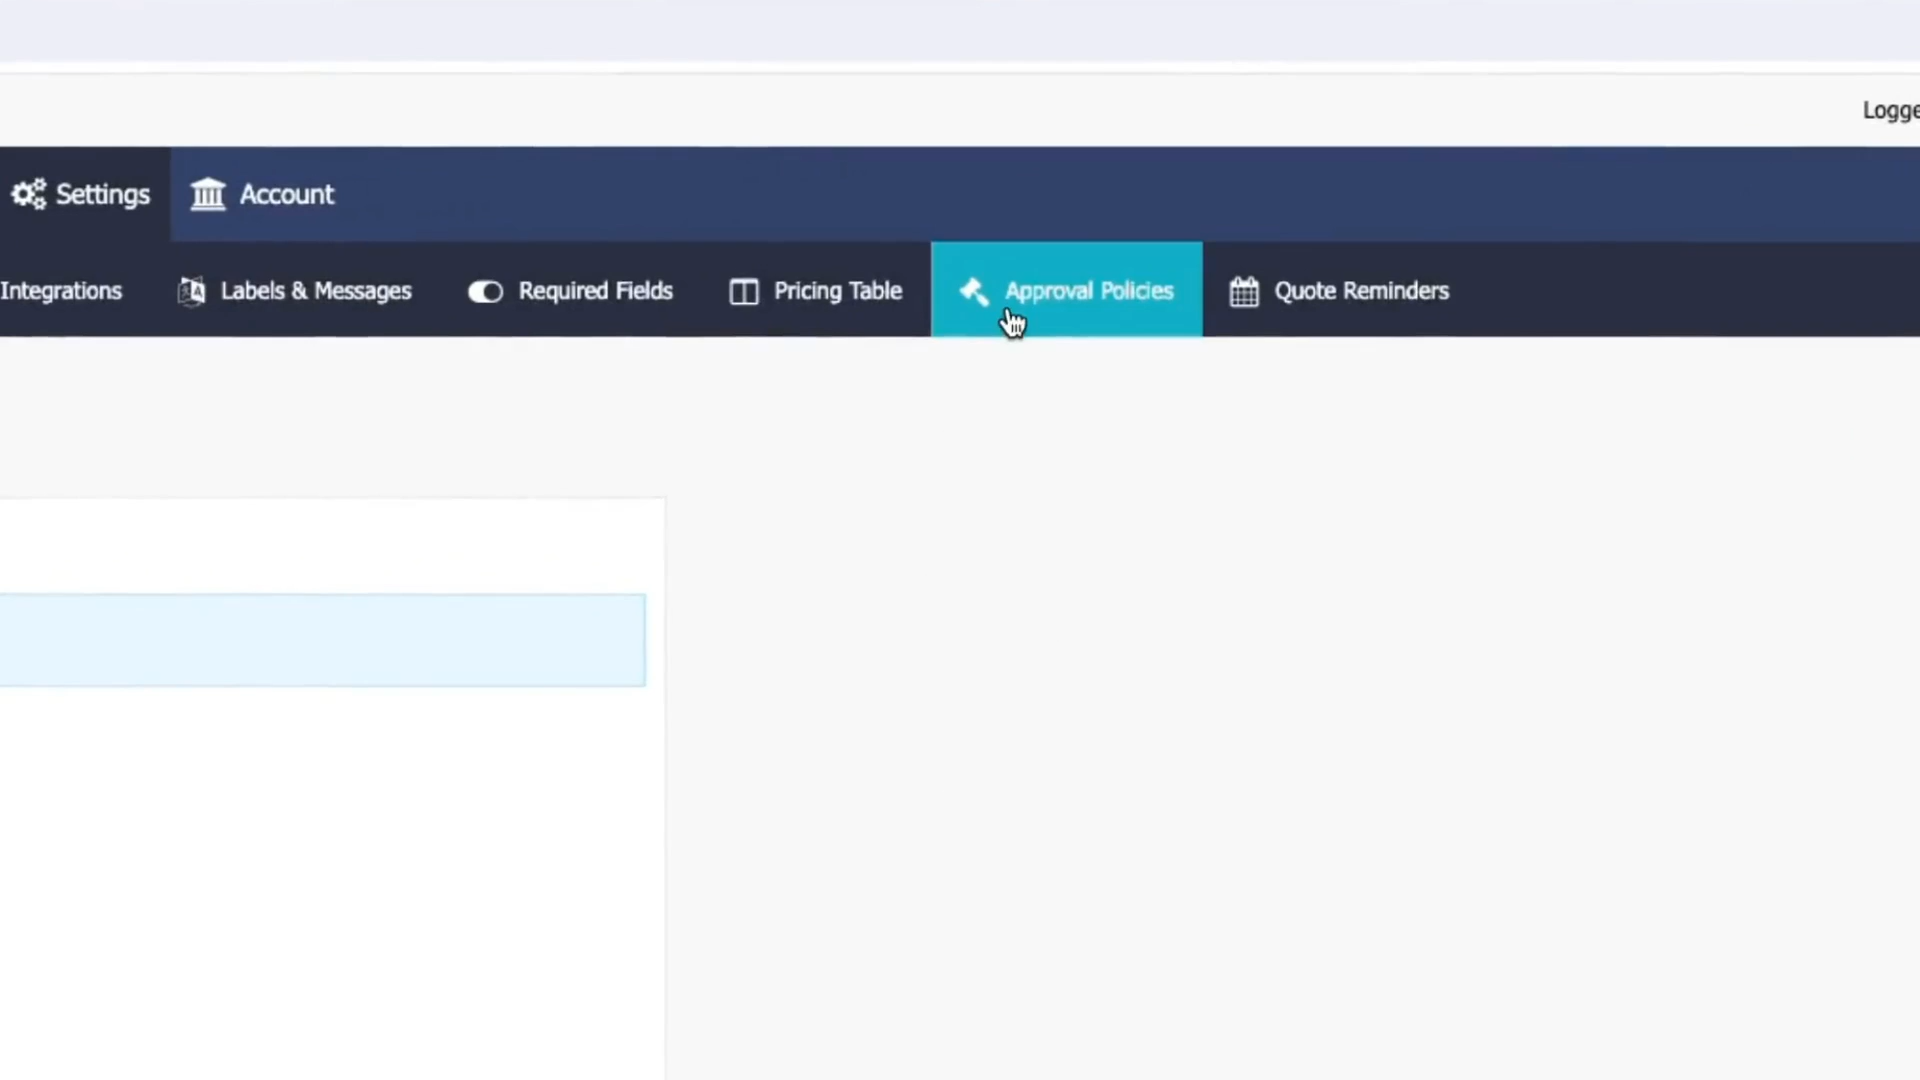 Logge
Settings Account
Integrations Labels & Messages Required Fields Pricing Table Approval Policies Quote Reminders